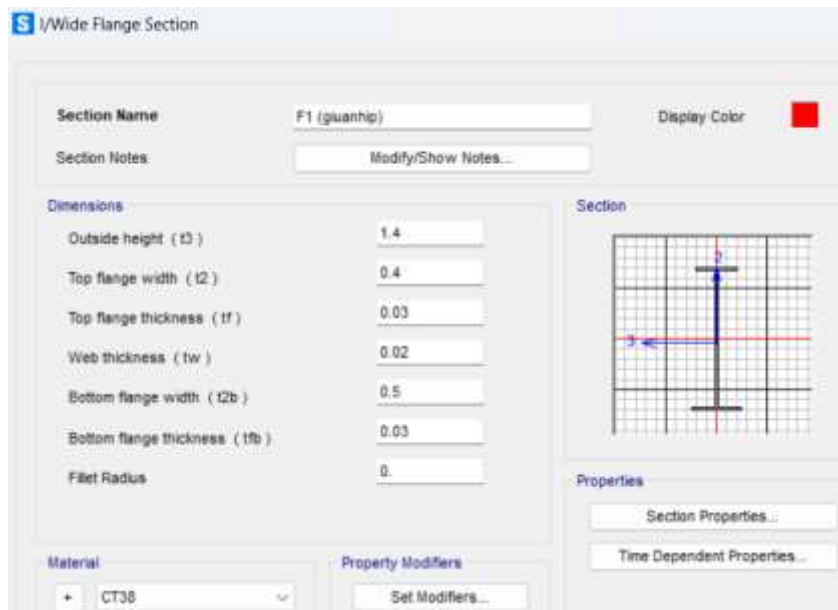 S I/Wide Flange Section
Section Name F1 (giuanhip) Display Color
Section Notes Modify/Show Notes...
Dimensions
Outside height ( t3 ) 1.4
Top flange width ( t2 ) 0.4
Top flange thickness ( tf ) 0.03
Web thickness ( tw ) 0.02
Bottom flange width ( t2b ) 0.5
Bottom flange thickness ( tfb ) 0.03
Fillet Radius 0.
Section
2
3
Properties
Section Properties...
Time Dependent Properties...
Material
+ CT38
Property Modifiers
Set Modifiers...